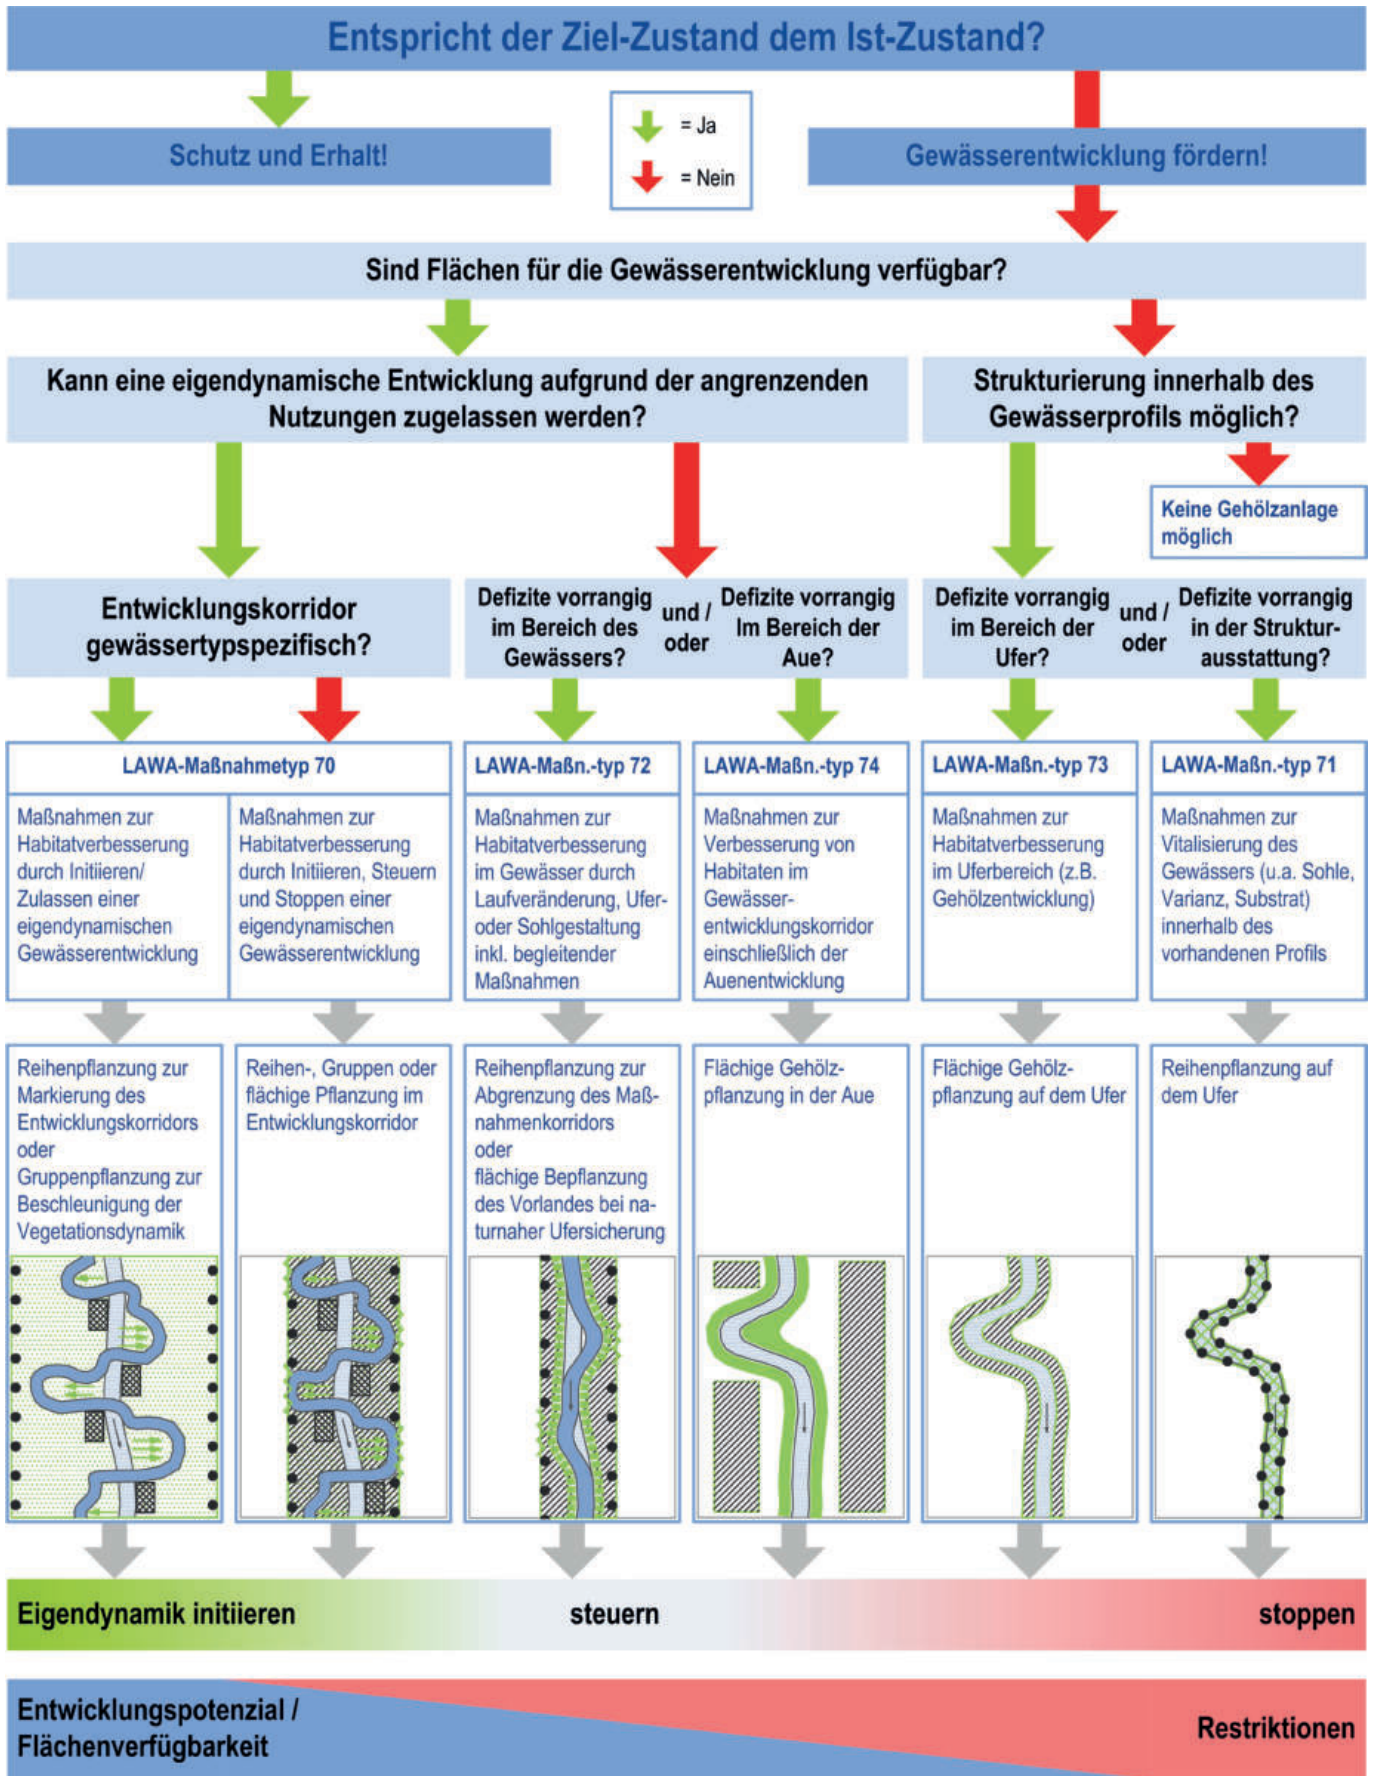 Entspricht der Ziel-Zustand dem Ist-Zustand?
= Ja
= Nein
Schutz und Erhalt!
Gewässerentwicklung fördern!
Sind Flächen für die Gewässerentwicklung verfügbar?
Kann eine eigendynamische Entwicklung aufgrund der angrenzenden
Nutzungen zugelassen werden?
Strukturierung innerhalb des
Gewässerprofils möglich?
Keine Gehölzanlage
möglich
Entwicklungskorridor
gewässertypspezifisch?
Defizite vorrangig
im Bereich des
Gewässers?
und /
oder
Defizite vorrangig
Im Bereich der
Aue?
Defizite vorrangig
im Bereich der
Ufer?
und /
oder
Defizite vorrangig
in der Struktur-
ausstattung?
LAWA-Maßnahmetyp 70
Maßnahmen zur
Habitatverbesserung
durch Initiieren/
Zulassen einer
eigendynamischen
Gewässerentwicklung
Maßnahmen zur
Habitatverbesserung
durch Initiieren, Steuern
und Stoppen einer
eigendynamischen
Gewässerentwicklung
LAWA-Maßn.-typ 72
Maßnahmen zur
Habitatverbesserung
im Gewässer durch
Laufveränderung, Ufer-
oder Sohlgestaltung
inkl. begleitender
Maßnahmen
LAWA-Maßn.-typ 74
Maßnahmen zur
Verbesserung von
Habitaten im
Gewässer-
entwicklungskorridor
einschließlich der
Auenentwicklung
LAWA-Maßn.-typ 73
Maßnahmen zur
Habitatverbesserung
im Uferbereich (z.B.
Gehölzentwicklung)
LAWA-Maßn.-typ 71
Maßnahmen zur
Vitalisierung des
Gewässers (u.a. Sohle,
Varianz, Substrat)
innerhalb des
vorhandenen Profils
Reihenpflanzung zur
Markierung des
Entwicklungskorridors
oder
Gruppenpflanzung zur
Beschleunigung der
Vegetationsdynamik
Reihen-, Gruppen oder
flächige Pflanzung im
Entwicklungskorridor
Reihenpflanzung zur
Abgrenzung des Maß-
nahmenkorridors
oder
flächige Bepflanzung
des Vorlandes bei na-
turnaher Ufersicherung
Flächige Gehölz-
pflanzung in der Aue
Flächige Gehölz-
pflanzung auf dem Ufer
Reihenpflanzung auf
dem Ufer
Eigendynamik initiieren
steuern
stoppen
Entwicklungspotenzial /
Flächenverfügbarkeit
Restriktionen